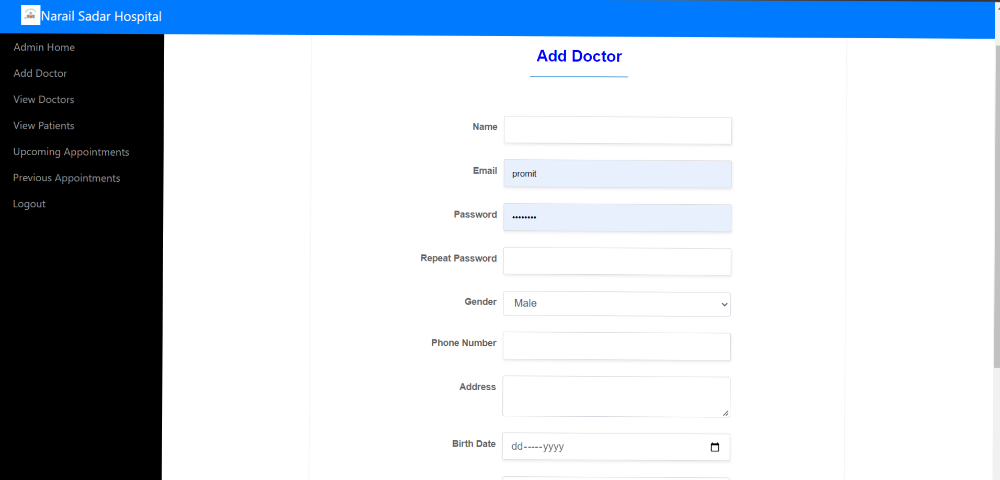 Narail Sadar Hospital
Admin Home
Add Doctor
View Doctors
View Patients
Upcoming Appointments
Previous Appointments
Logout
Add Doctor
Name
Email promit
Password ••••••••
Repeat Password
Gender Male
Phone Number
Address
Birth Date dd-----yyyy